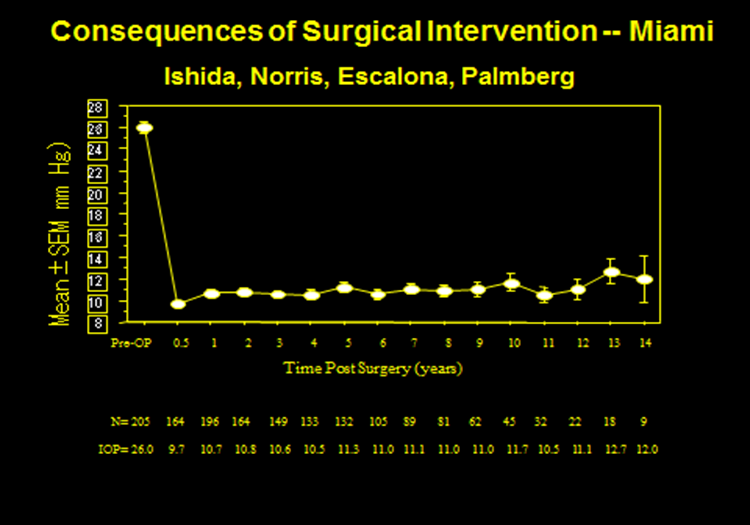 Consequences of Surgical Intervention -- Miami
Ishida, Norris, Escalona, Palmberg
Mean ± SEM mm Hg)
28
26
24
22
20
18
16
14
12
10
8
Pre-OP 0.5 1 2 3 4 5 6 7 8 9 10 11 12 13 14
Time Post Surgery (years)
N= 205 164 196 164 149 133 132 105 89 81 62 45 32 22 18 9
IOP= 26.0 9.7 10.7 10.8 10.6 10.5 11.3 11.0 11.1 11.0 11.0 11.7 10.5 11.1 12.7 12.0